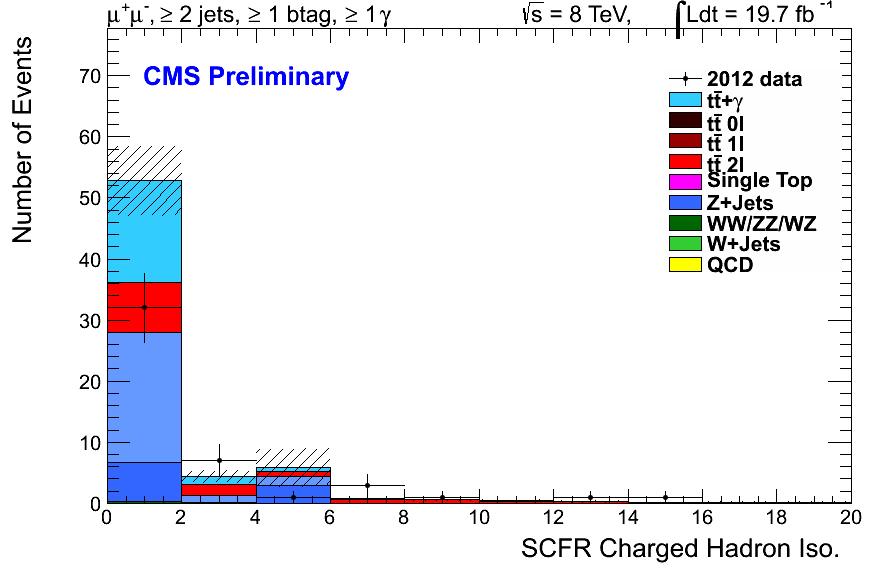 μ⁺μ⁻, ≥ 2 jets, ≥ 1 btag, ≥ 1 γ √s = 8 TeV, ∫Ldt = 19.7 fb⁻¹
Number of Events
CMS Preliminary
2012 data
tt̄+γ
tt̄ 0l
tt̄ 1l
tt̄ 2l
Single Top
Z+Jets
WW/ZZ/WZ
W+Jets
QCD
70
60
50
40
30
20
10
0
0 2 4 6 8 10 12 14 16 18 20
SCFR Charged Hadron Iso.